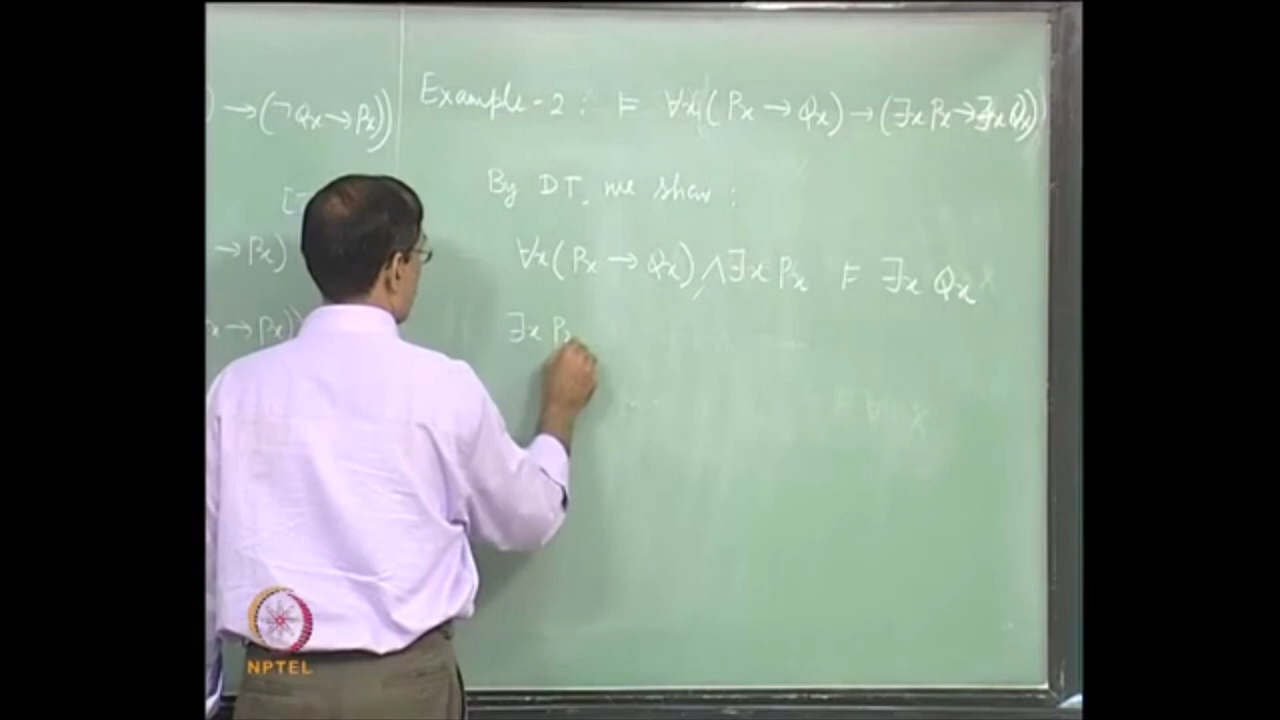 ) → (¬Qx → Px))
Example-2: ⊨ ∀x(Px → Qx) → (∃x Px → ∃x Qx))
By DT, we show:
[¬
→ Px)
∀x(Px → Qx) ∧ ∃x Px ⊨ ∃x Qx
x → Px))
∃x Px
NPTEL